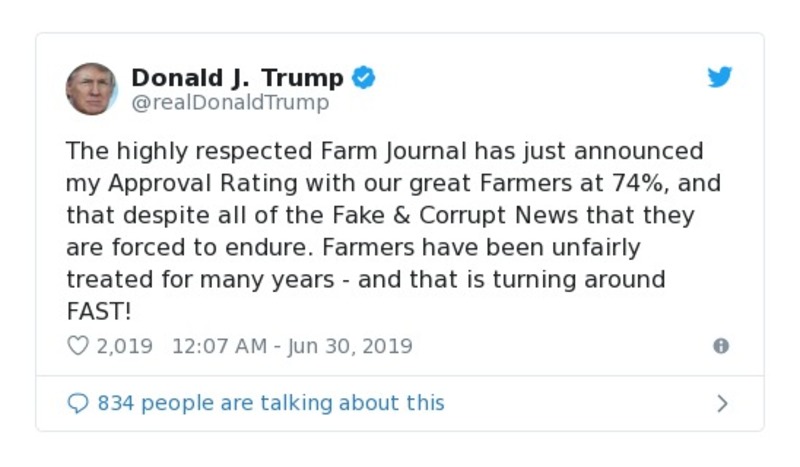 Donald J. Trump
@realDonaldTrump
The highly respected Farm Journal has just announced
my Approval Rating with our great Farmers at 74%, and
that despite all of the Fake & Corrupt News that they
are forced to endure. Farmers have been unfairly
treated for many years - and that is turning around
FAST!
2,019 12:07 AM - Jun 30, 2019
834 people are talking about this